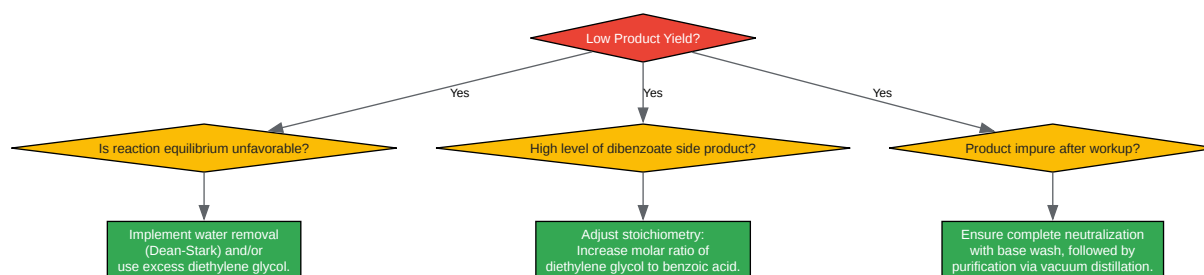 Low Product Yield?
Yes
Yes
Yes
Is reaction equilibrium unfavorable?
High level of dibenzoate side product?
Product impure after workup?
Implement water removal
(Dean-Stark) and/or
use excess diethylene glycol.
Adjust stoichiometry:
Increase molar ratio of
diethylene glycol to benzoic acid.
Ensure complete neutralization
with base wash, followed by
purification via vacuum distillation.